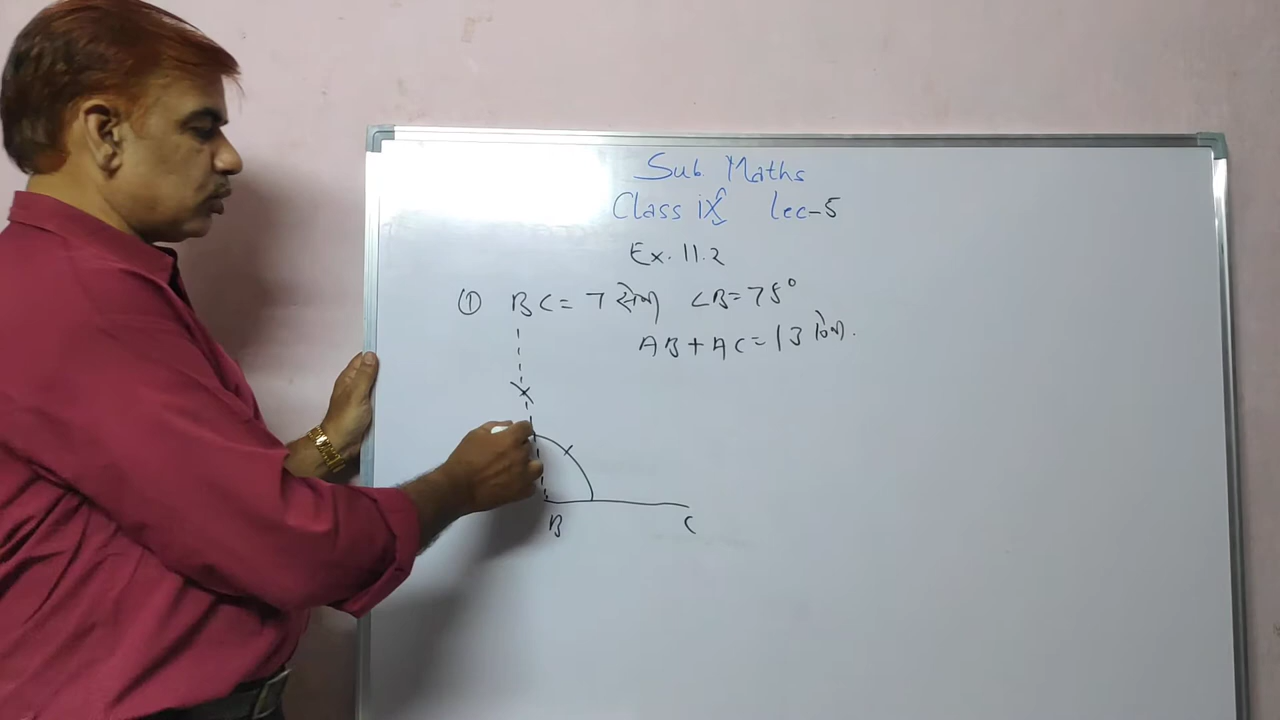 Sub. Maths
Class iX Lec-5
Ex. 11.2
① BC = 7 सेमी ∠B = 75°
AB + AC = 13 सेमी.
B C